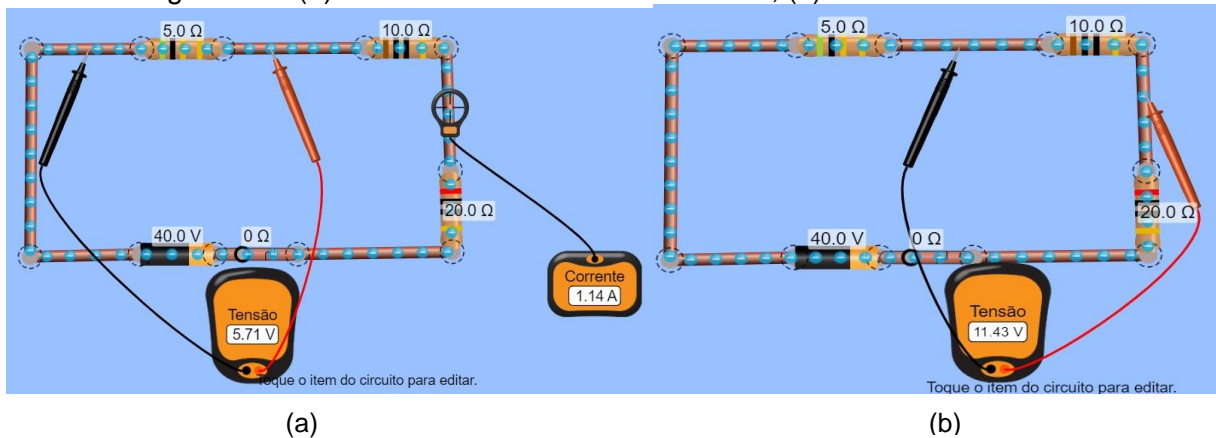 5.0 Ω
10.0 Ω
20.0 Ω
40.0 V
0 Ω
Corrente
1.14 A
Tensão
5.71 V
Toque o item do circuito para editar.
(a)
5.0 Ω
10.0 Ω
20.0 Ω
40.0 V
0 Ω
Tensão
11.43 V
Toque o item do circuito para editar.
(b)